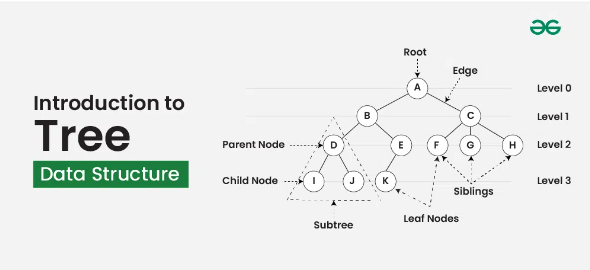 Introduction to
Tree
Data Structure
Root
Edge
A
Level 0
B
C
Level 1
Parent Node
D
E
F
G
H
Level 2
Child Node
I
J
K
Siblings
Level 3
Subtree
Leaf Nodes